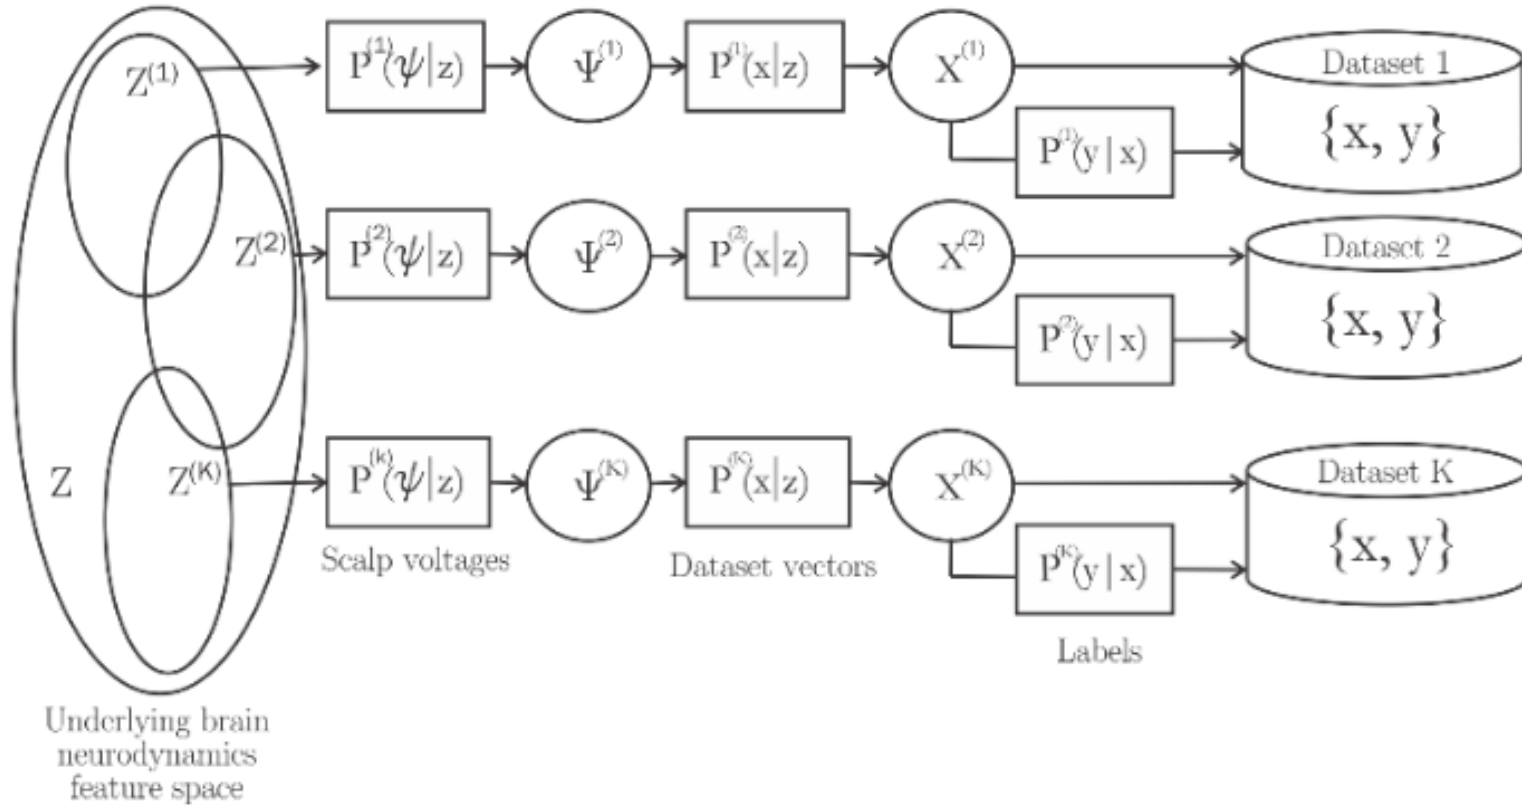 Z^(1) P^(1)(ψ|z) Ψ^(1) P^(1)(x|z) X^(1) Dataset 1
{x, y}
P^(1)(y|x)
Z^(2) P^(2)(ψ|z) Ψ^(2) P^(2)(x|z) X^(2) Dataset 2
{x, y}
P^(2)(y|x)
Z Z^(K) P^(k)(ψ|z) Ψ^(K) P^(K)(x|z) X^(K) Dataset K
{x, y}
P^(K)(y|x)
Scalp voltages
Dataset vectors
Labels
Underlying brain
neurodynamics
feature space